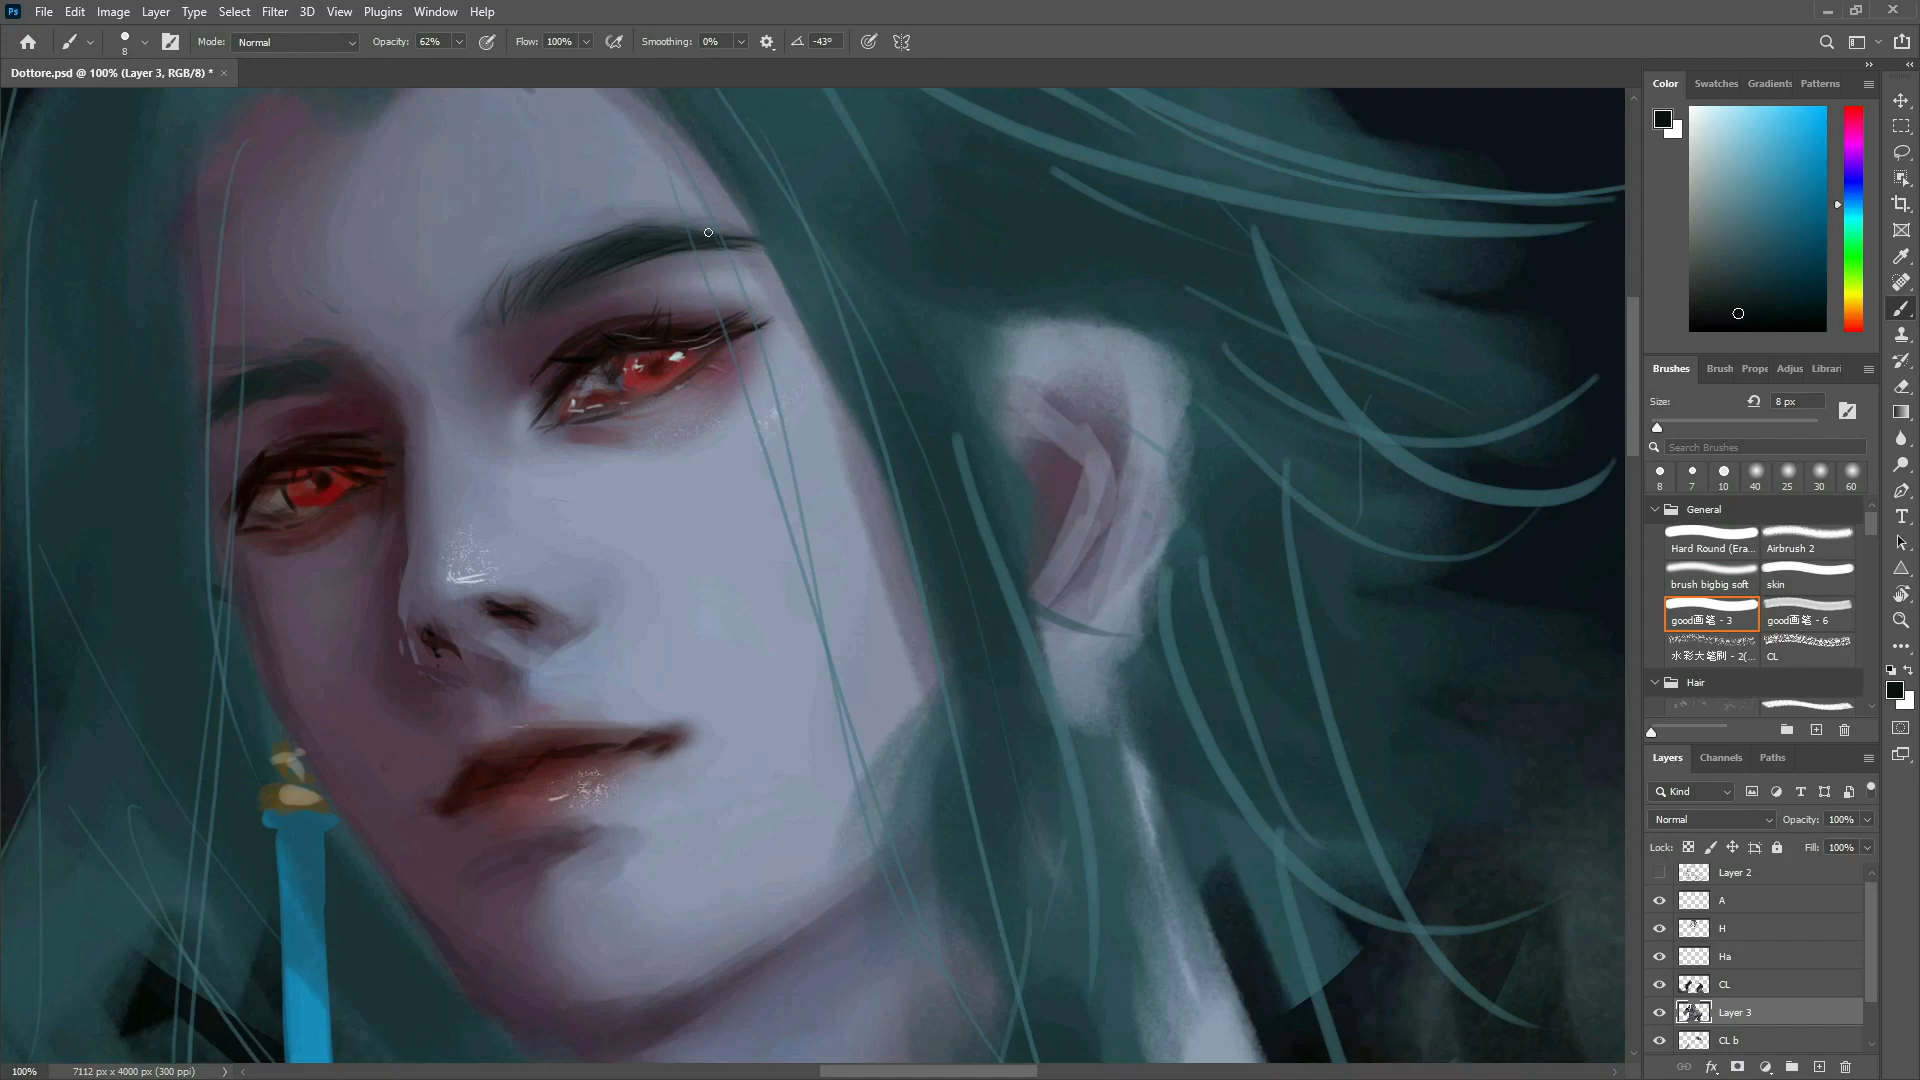 Ps File Edit Image Layer Type Select Filter 3D View Plugins Window Help
8 Mode: Normal Opacity: 62% Flow: 100% Smoothing: 0% -43°
Dottore.psd @ 100% (Layer 3, RGB/8) * ×
Color Swatches Gradients Patterns
Brushes Brush Prope Adjus Librari
Size: 8 px
Search Brushes
8 7 10 40 25 30 60
General
Hard Round (Era... Airbrush 2
brush bigbig soft skin
good画笔 - 3 good画笔 - 6
水彩大笔刷 - 2(... CL
Hair
Layers Channels Paths
Kind
Normal Opacity: 100%
Lock: Fill: 100%
Layer 2
A
H
Ha
CL
Layer 3
CL b
100% 7112 px x 4000 px (300 ppi)